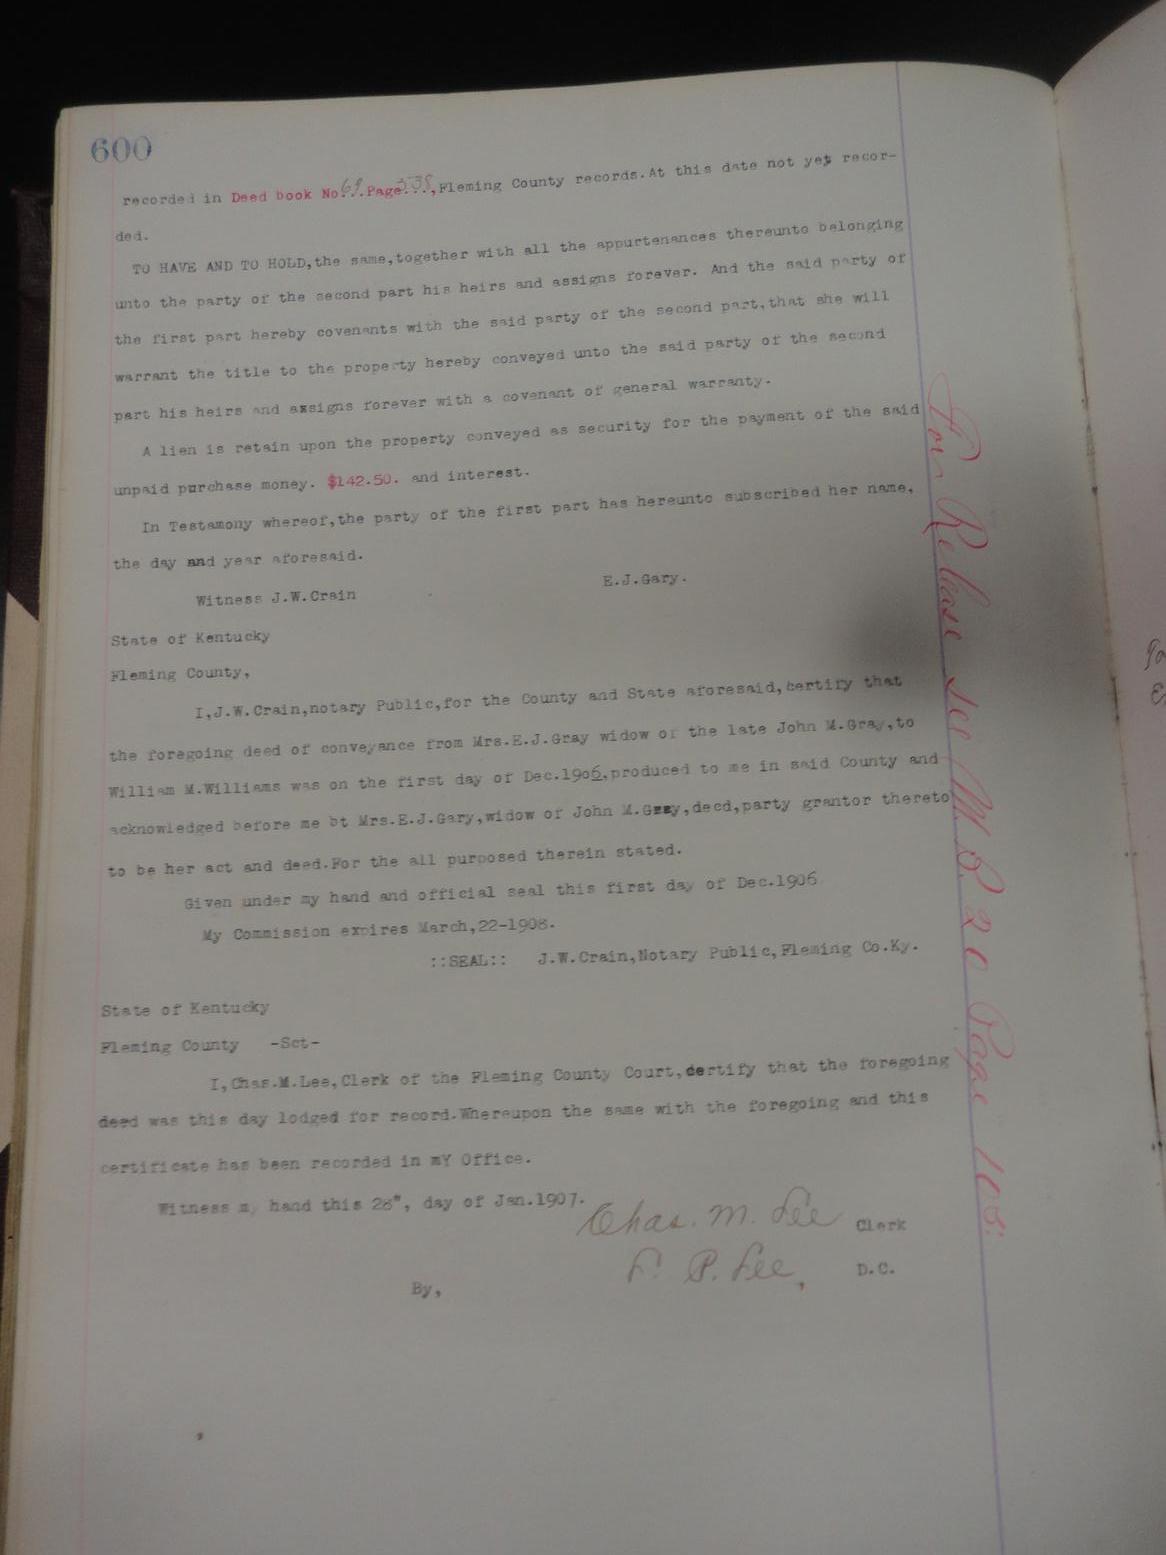 600
recorded in Deed book No.69.Page.538,Fleming County records.At this date not yet recor-
ded.
TO HAVE AND TO HOLD,the same,together with all the appurtenances thereunto belonging
unto the party of the second part his heirs and assigns forever. And the said party of
the first part hereby covenants with the said party of the second part,that she will
warrant the title to the property hereby conveyed unto the said party of the second
part his heirs and assigns forever with a covenant of general warranty.
A lien is retain upon the property conveyed as security for the payment of the said
unpaid purchase money. $142.50. and interest.
In Testamony whereof,the party of the first part has hereunto subscribed her name,
the day and year aforesaid.
E.J.Gary.
Witness J.W.Crain
State of Kentucky
Fleming County,
I,J.W.Crain,notary Public,for the County and State aforesaid,certify that
the foregoing deed of conveyance from Mrs.E.J.Gray widow of the late John M.Gray,to
William M.Williams was on the first day of Dec.1906,produced to me in said County and
acknowledged before me bt Mrs.E.J.Gary,widow of John M. decd,party grantor thereto
to be her act and deed.For the all purposed therein stated.
Given under my hand and official seal this first day of Dec.1906
My Commission expires March,22-1908.
::SEAL:: J.W.Crain,Notary Public,Fleming Co.Ky.
State of Kentucky
Fleming County -Sct-
I,Chas.M.Lee,Clerk of the Fleming County Court,certify that the foregoing
deed was this day lodged for record.Whereupon the same with the foregoing and this
certificate has been recorded in mY Office.
Witness my hand this 28", day of Jan.1907.
Chas. M. Lee Clerk
By, P. Lee, D.C.
For Release see 20 Page 105.